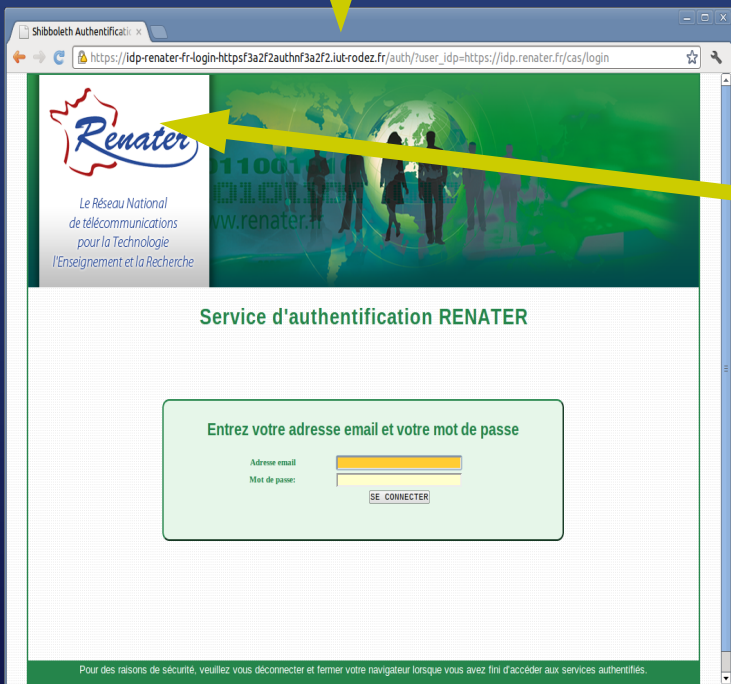 Shibboleth Authentificatic
https://idp-renater-fr-login-httpsf3a2f2authnf3a2f2.iut-rodez.fr/auth/?user_idp=https://idp.renater.fr/cas/login
Renater
Le Réseau National
de télécommunications
pour la Technologie
l'Enseignement et la Recherche
www.renater.fr
Service d'authentification RENATER
Entrez votre adresse email et votre mot de passe
Adresse email
Mot de passe:
SE CONNECTER
Pour des raisons de sécurité, veuillez vous déconnecter et fermer votre navigateur lorsque vous avez fini d'accéder aux services authentifiés.